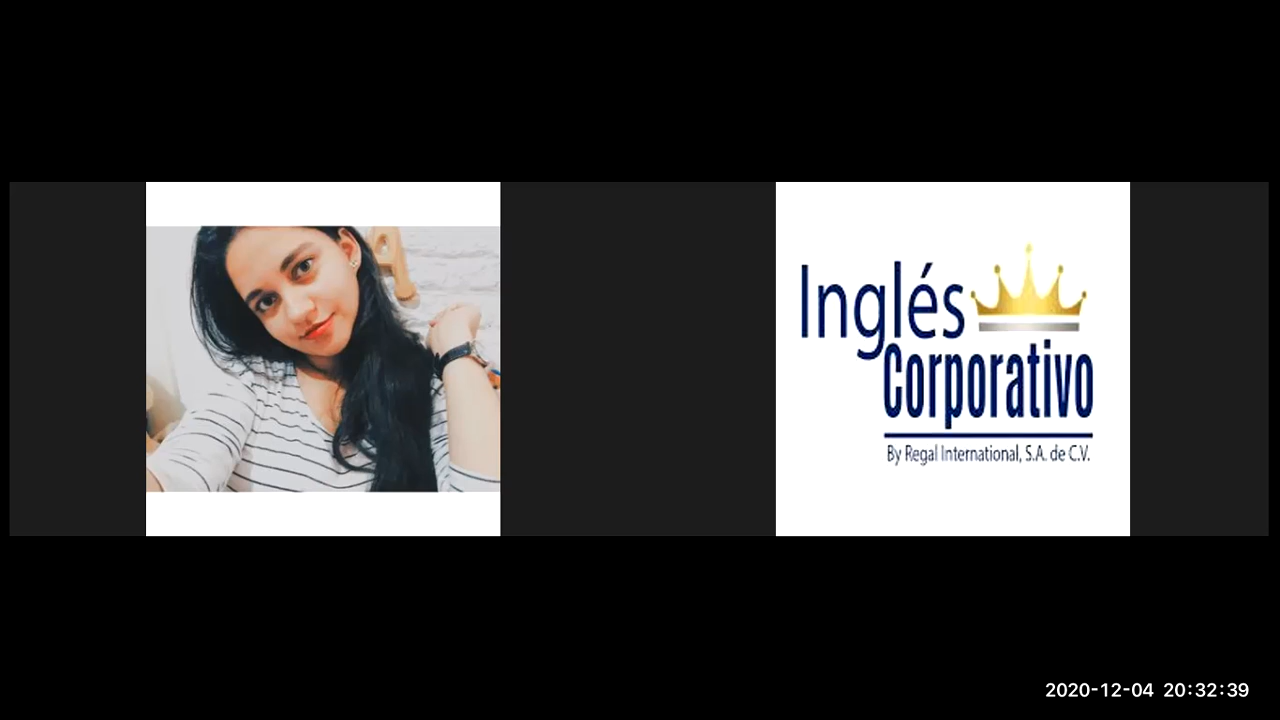 Inglés
Corporativo
By Regal International, S.A. de C.V.
2020-12-04 20:32:39